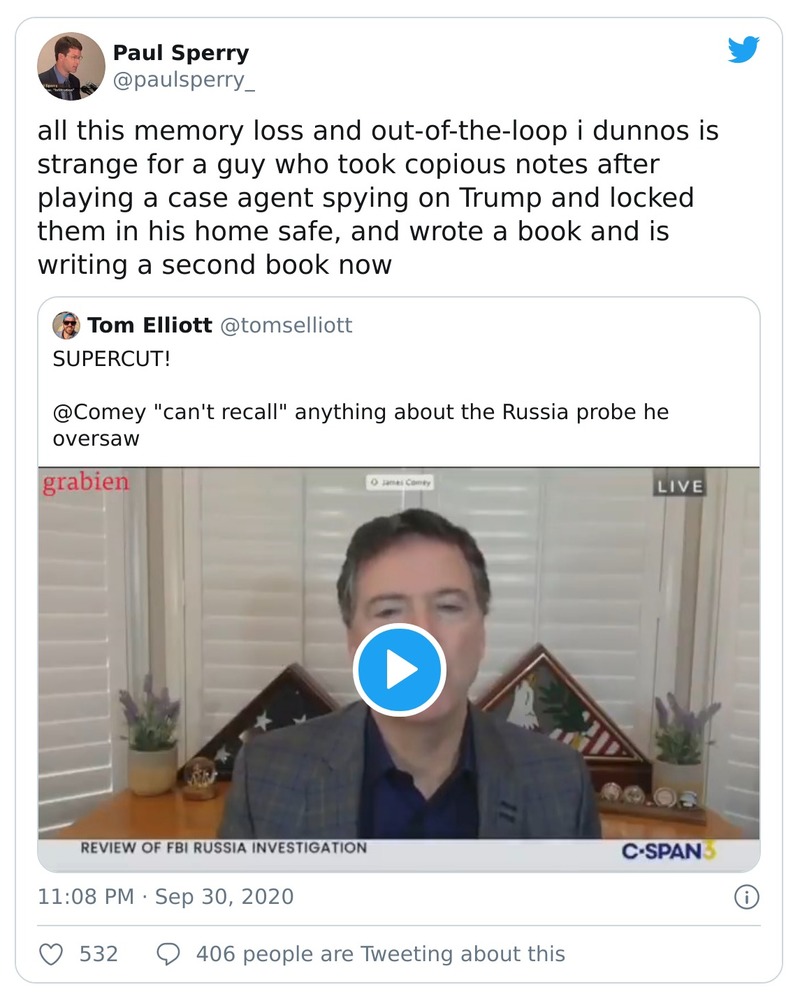 Paul Sperry
@paulsperry_
all this memory loss and out-of-the-loop i dunnos is
strange for a guy who took copious notes after
playing a case agent spying on Trump and locked
them in his home safe, and wrote a book and is
writing a second book now
Tom Elliott @tomselliott
SUPERCUT!
@Comey "can't recall" anything about the Russia probe he
oversaw
grabien
James Comey
LIVE
REVIEW OF FBI RUSSIA INVESTIGATION
C-SPAN3
11:08 PM · Sep 30, 2020
532
406 people are Tweeting about this